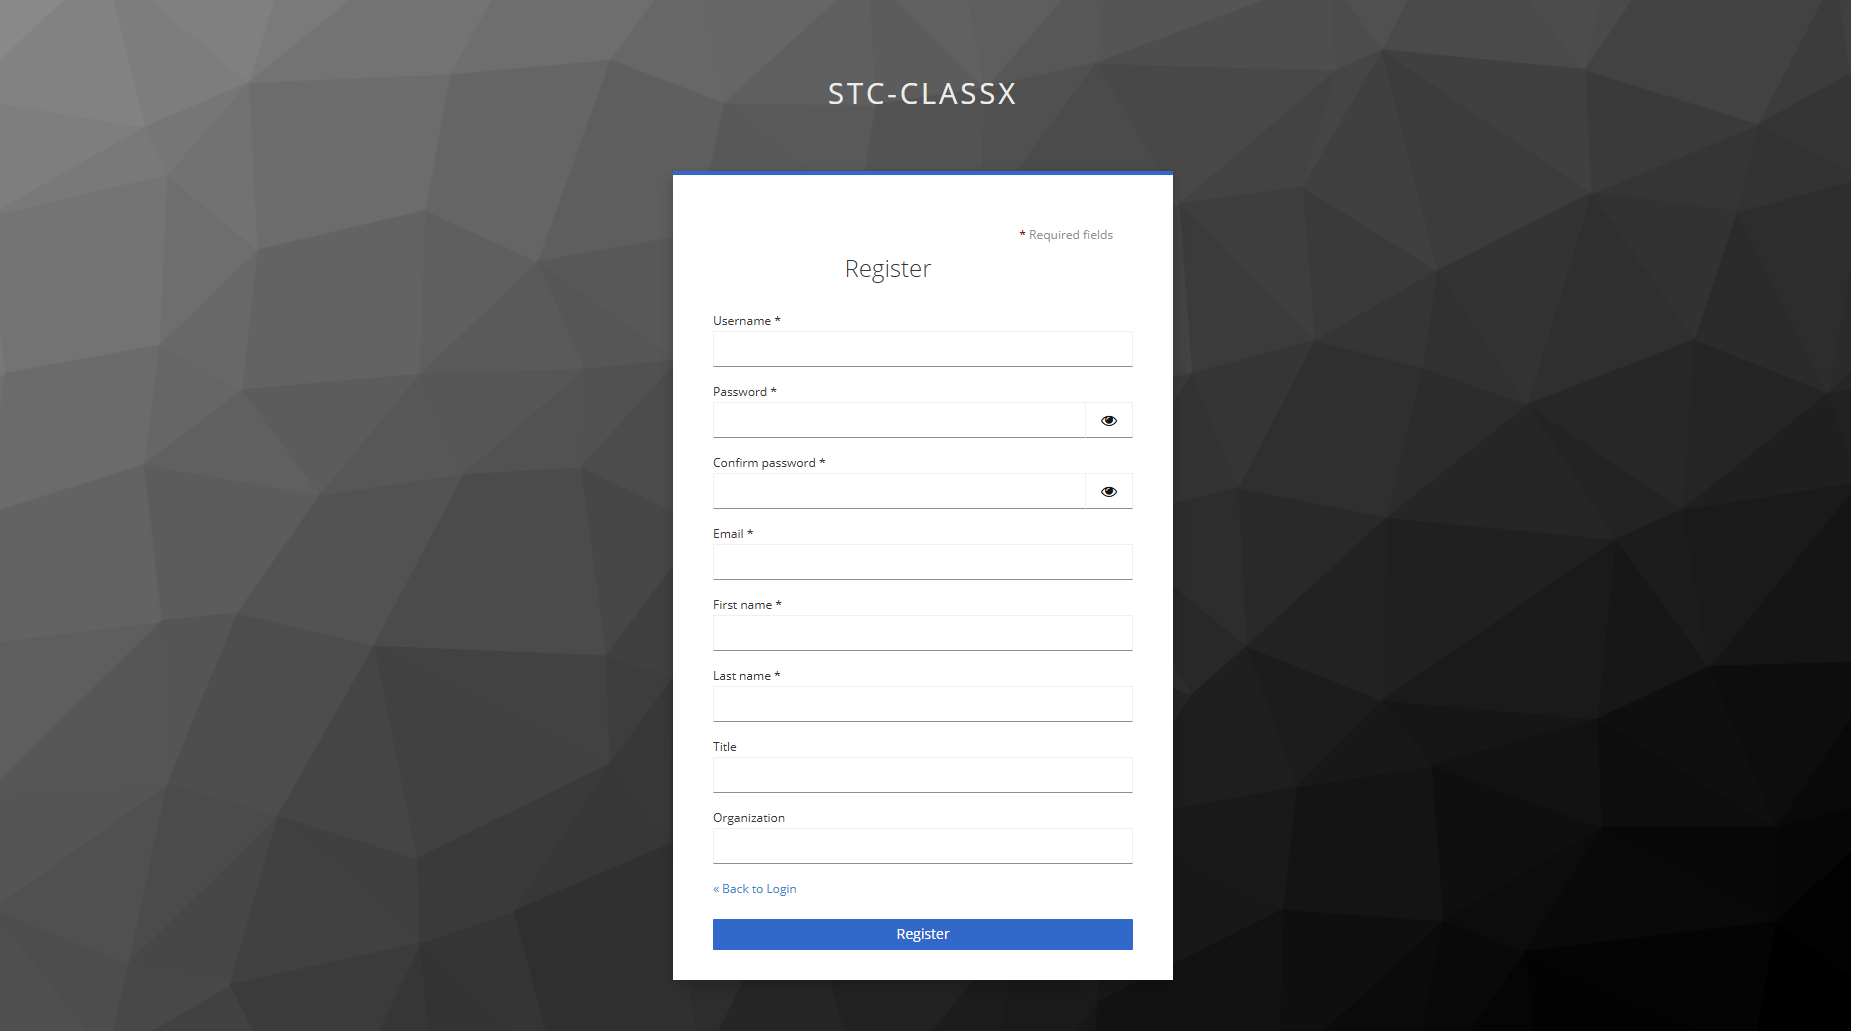 STC-CLASSX
* Required fields
Register
Username *
Password *
Confirm password *
Email *
First name *
Last name *
Title
Organization
« Back to Login
Register